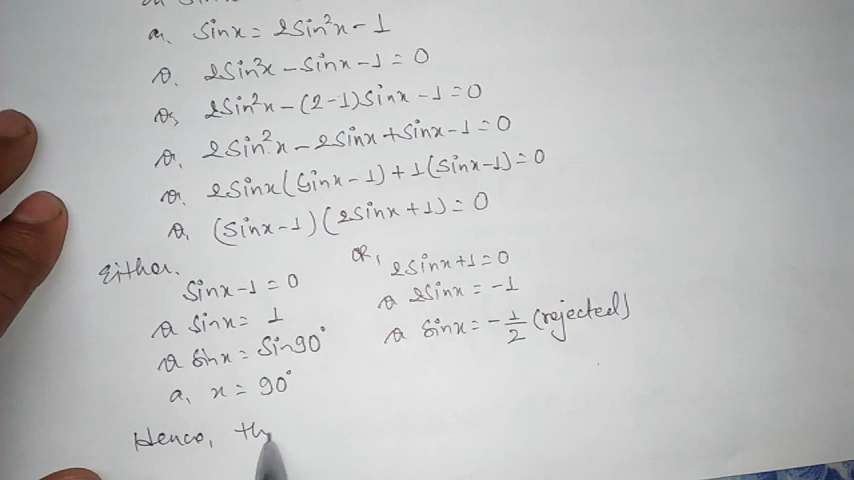 sinx = 2sin²x - 1
or, 2sin²x - sinx - 1 = 0
or, 2sin²x - (2-1)sinx - 1 = 0
or, 2sin²x - 2sinx + sinx - 1 = 0
or, 2sinx(sinx - 1) + 1(sinx - 1) = 0
or, (sinx - 1)(2sinx + 1) = 0
Either,
sinx - 1 = 0
or sinx = 1
or sinx = sin90°
or, x = 90°
OR,
2sinx + 1 = 0
or 2sinx = -1
or sinx = -1/2 (rejected)
Hence, th